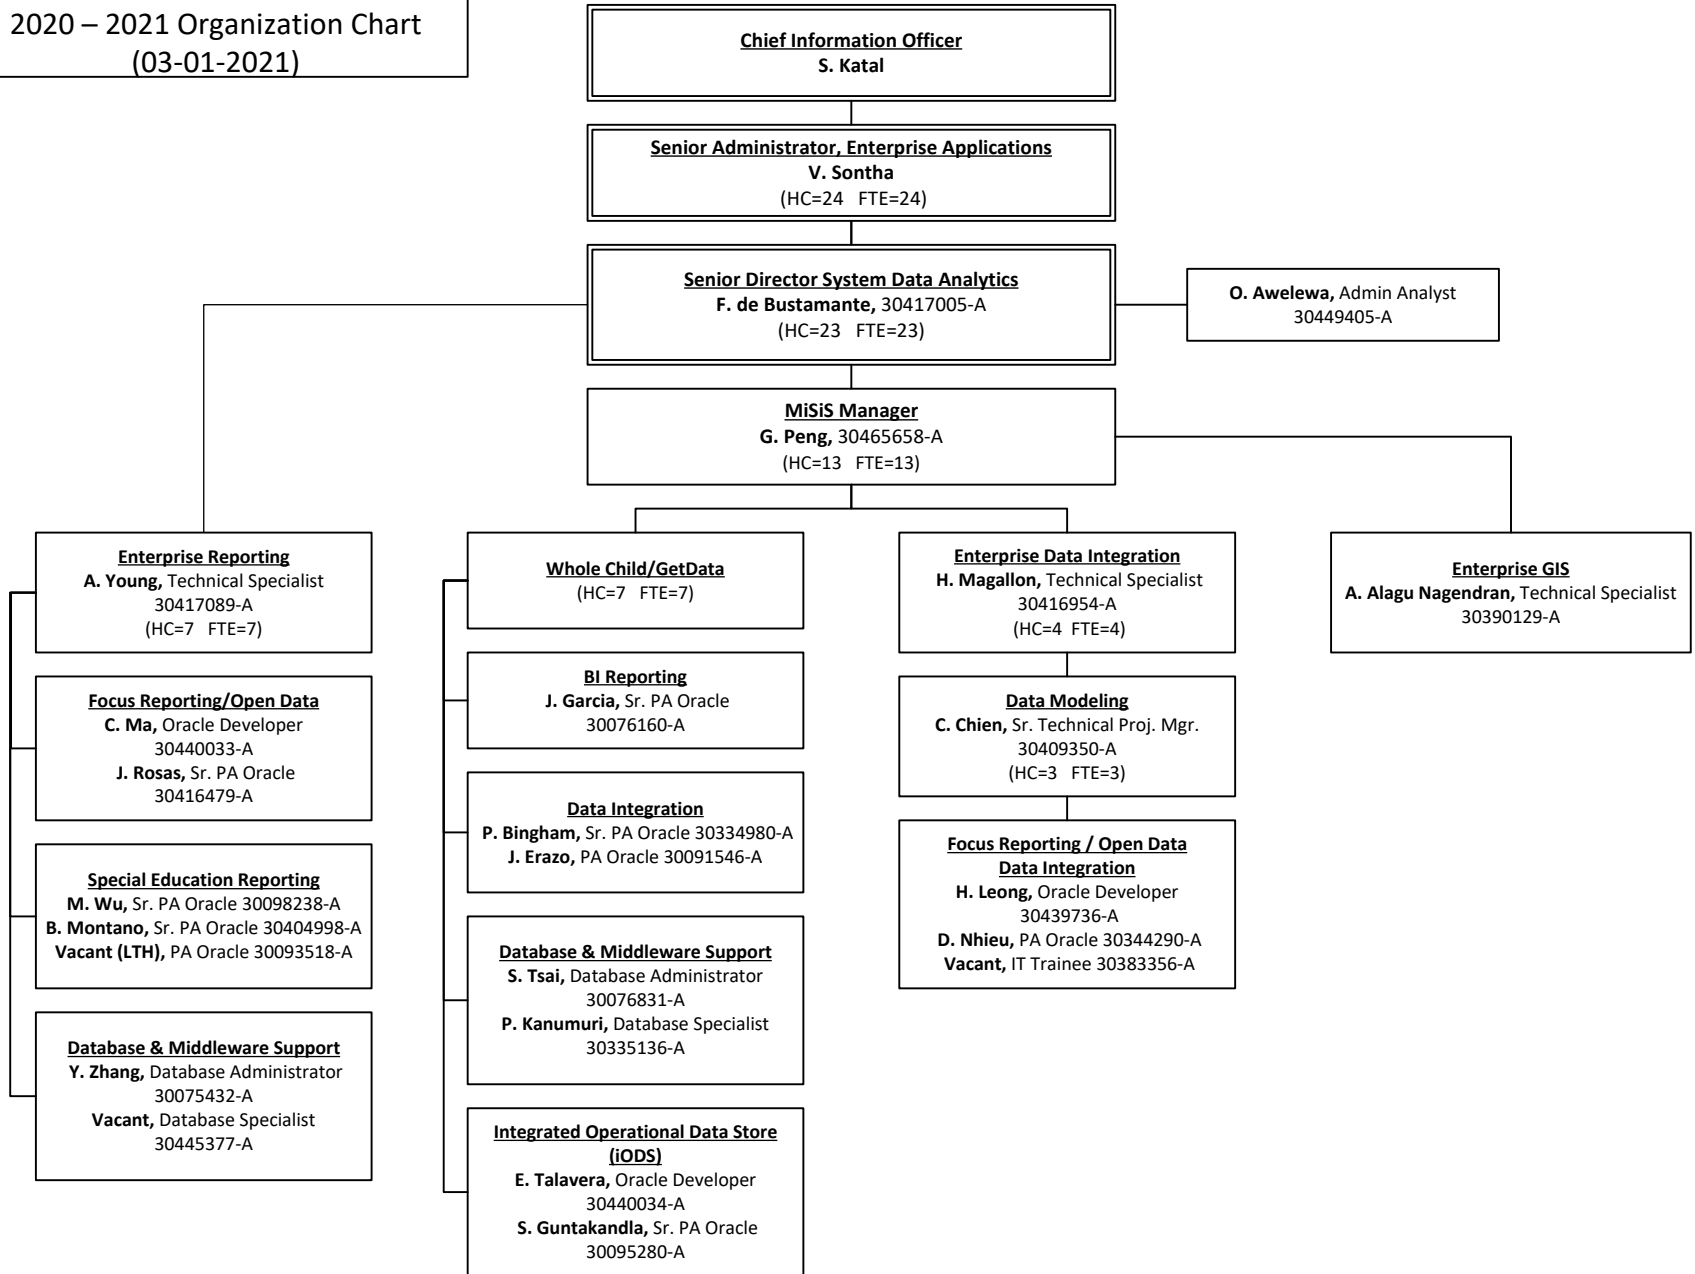 2020 – 2021 Organization Chart
(03-01-2021)
Chief Information Officer
S. Katal
Senior Administrator, Enterprise Applications
V. Sontha
(HC=24 FTE=24)
Senior Director System Data Analytics
F. de Bustamante, 30417005-A
(HC=23 FTE=23)
O. Awelewa, Admin Analyst
30449405-A
MiSiS Manager
G. Peng, 30465658-A
(HC=13 FTE=13)
Enterprise Reporting
A. Young, Technical Specialist
30417089-A
(HC=7 FTE=7)
Focus Reporting/Open Data
C. Ma, Oracle Developer
30440033-A
J. Rosas, Sr. PA Oracle
30416479-A
Special Education Reporting
M. Wu, Sr. PA Oracle 30098238-A
B. Montano, Sr. PA Oracle 30404998-A
Vacant (LTH), PA Oracle 30093518-A
Database & Middleware Support
Y. Zhang, Database Administrator
30075432-A
Vacant, Database Specialist
30445377-A
Whole Child/GetData
(HC=7 FTE=7)
BI Reporting
J. Garcia, Sr. PA Oracle
30076160-A
Data Integration
P. Bingham, Sr. PA Oracle 30334980-A
J. Erazo, PA Oracle 30091546-A
Database & Middleware Support
S. Tsai, Database Administrator
30076831-A
P. Kanumuri, Database Specialist
30335136-A
Integrated Operational Data Store
(iODS)
E. Talavera, Oracle Developer
30440034-A
S. Guntakandla, Sr. PA Oracle
30095280-A
Enterprise Data Integration
H. Magallon, Technical Specialist
30416954-A
(HC=4 FTE=4)
Data Modeling
C. Chien, Sr. Technical Proj. Mgr.
30409350-A
(HC=3 FTE=3)
Focus Reporting / Open Data
Data Integration
H. Leong, Oracle Developer
30439736-A
D. Nhieu, PA Oracle 30344290-A
Vacant, IT Trainee 30383356-A
Enterprise GIS
A. Alagu Nagendran, Technical Specialist
30390129-A